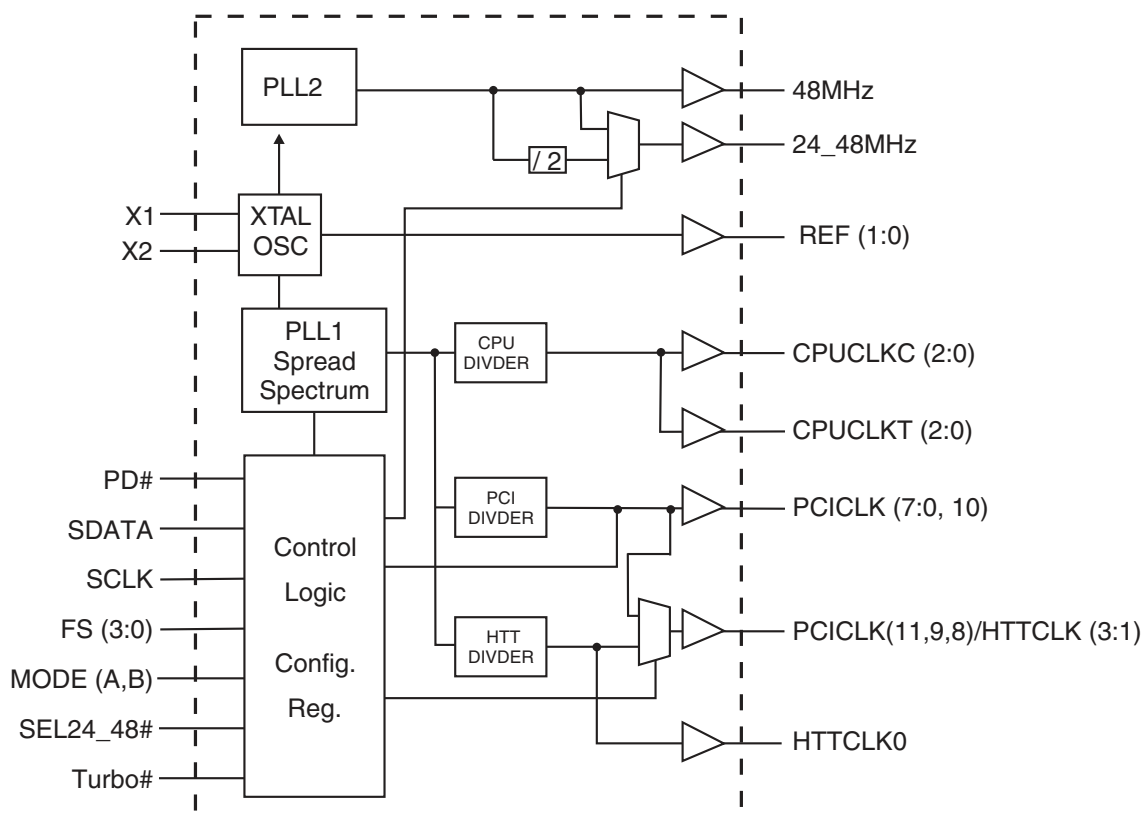 PLL2
48MHz
24_48MHz
/ 2
X1
X2
XTAL
OSC
REF (1:0)
PLL1
Spread
Spectrum
CPU
DIVDER
CPUCLKC (2:0)
CPUCLKT (2:0)
PD#
SDATA
SCLK
FS (3:0)
MODE (A,B)
SEL24_48#
Turbo#
Control
Logic
Config.
Reg.
PCI
DIVDER
PCICLK (7:0, 10)
HTT
DIVDER
PCICLK(11,9,8)/HTTCLK (3:1)
HTTCLK0